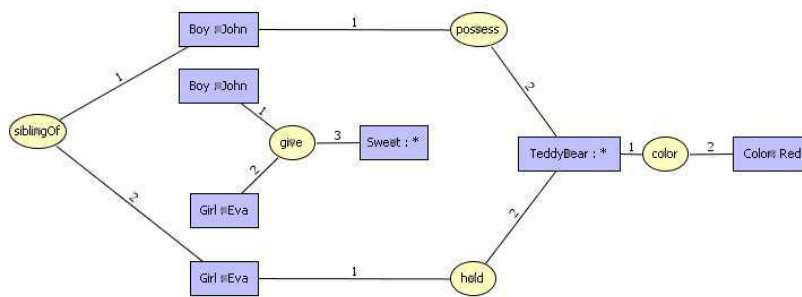 Boy : John
1
possess
1
2
Boy : John
siblingOf
1
give
3
Sweet : *
TeddyBear : *
1
color
2
Color : Red
2
2
Girl : Eva
2
Girl : Eva
1
hold